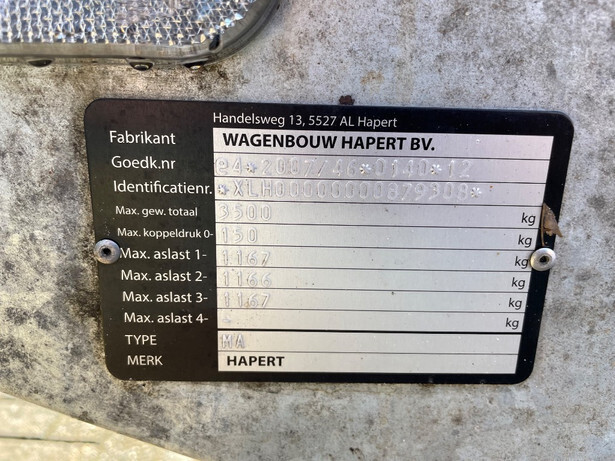 Handelsweg 13, 5527 AL Hapert
Fabrikant WAGENBOUW HAPERT BV.
Goedk.nr e4*2007/46*0140*12
Identificatienr. *XLH00000000879308*
Max. gew. totaal 3500 kg
Max. koppeldruk 0- 150 kg
Max. aslast 1- 1167 kg
Max. aslast 2- 1166 kg
Max. aslast 3- 1167 kg
Max. aslast 4- kg
TYPE MA
MERK HAPERT